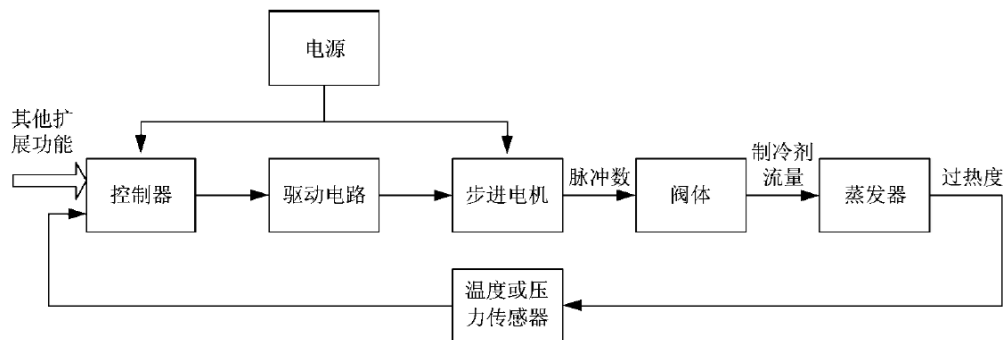 电源
其他扩
展功能
控制器
驱动电路
步进电机
脉冲数
阀体
制冷剂
流量
蒸发器
过热度
温度或压
力传感器